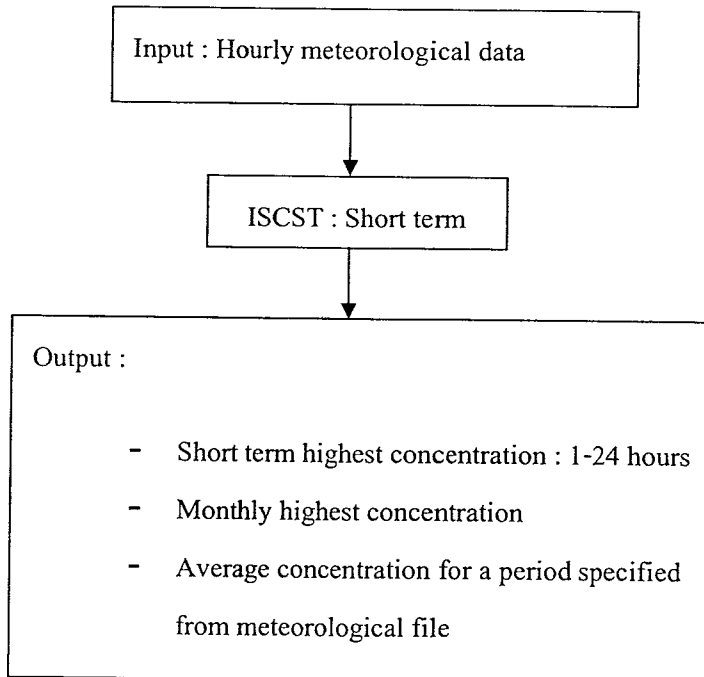 Input : Hourly meteorological data
ISCST : Short term
Output :
- Short term highest concentration : 1-24 hours
- Monthly highest concentration
- Average concentration for a period specified
from meteorological file